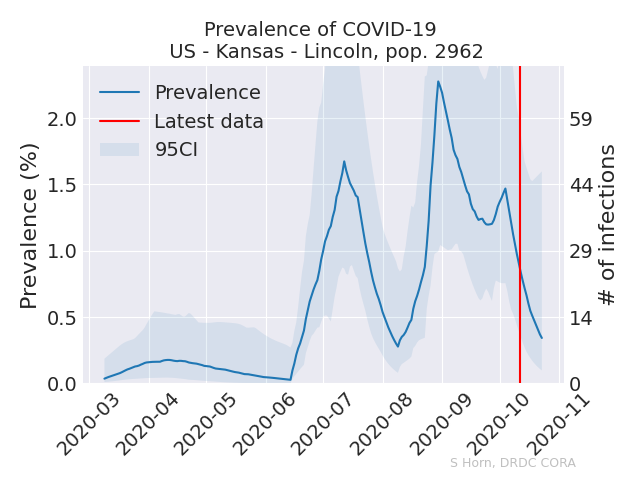 Prevalence of COVID-19
US - Kansas - Lincoln, pop. 2962
Prevalence
Latest data
95CI
Prevalence (%)
2.0
1.5
1.0
0.5
0.0
# of infections
59
44
29
14
0
2020-03
2020-04
2020-05
2020-06
2020-07
2020-08
2020-09
2020-10
2020-11
S Horn, DRDC CORA